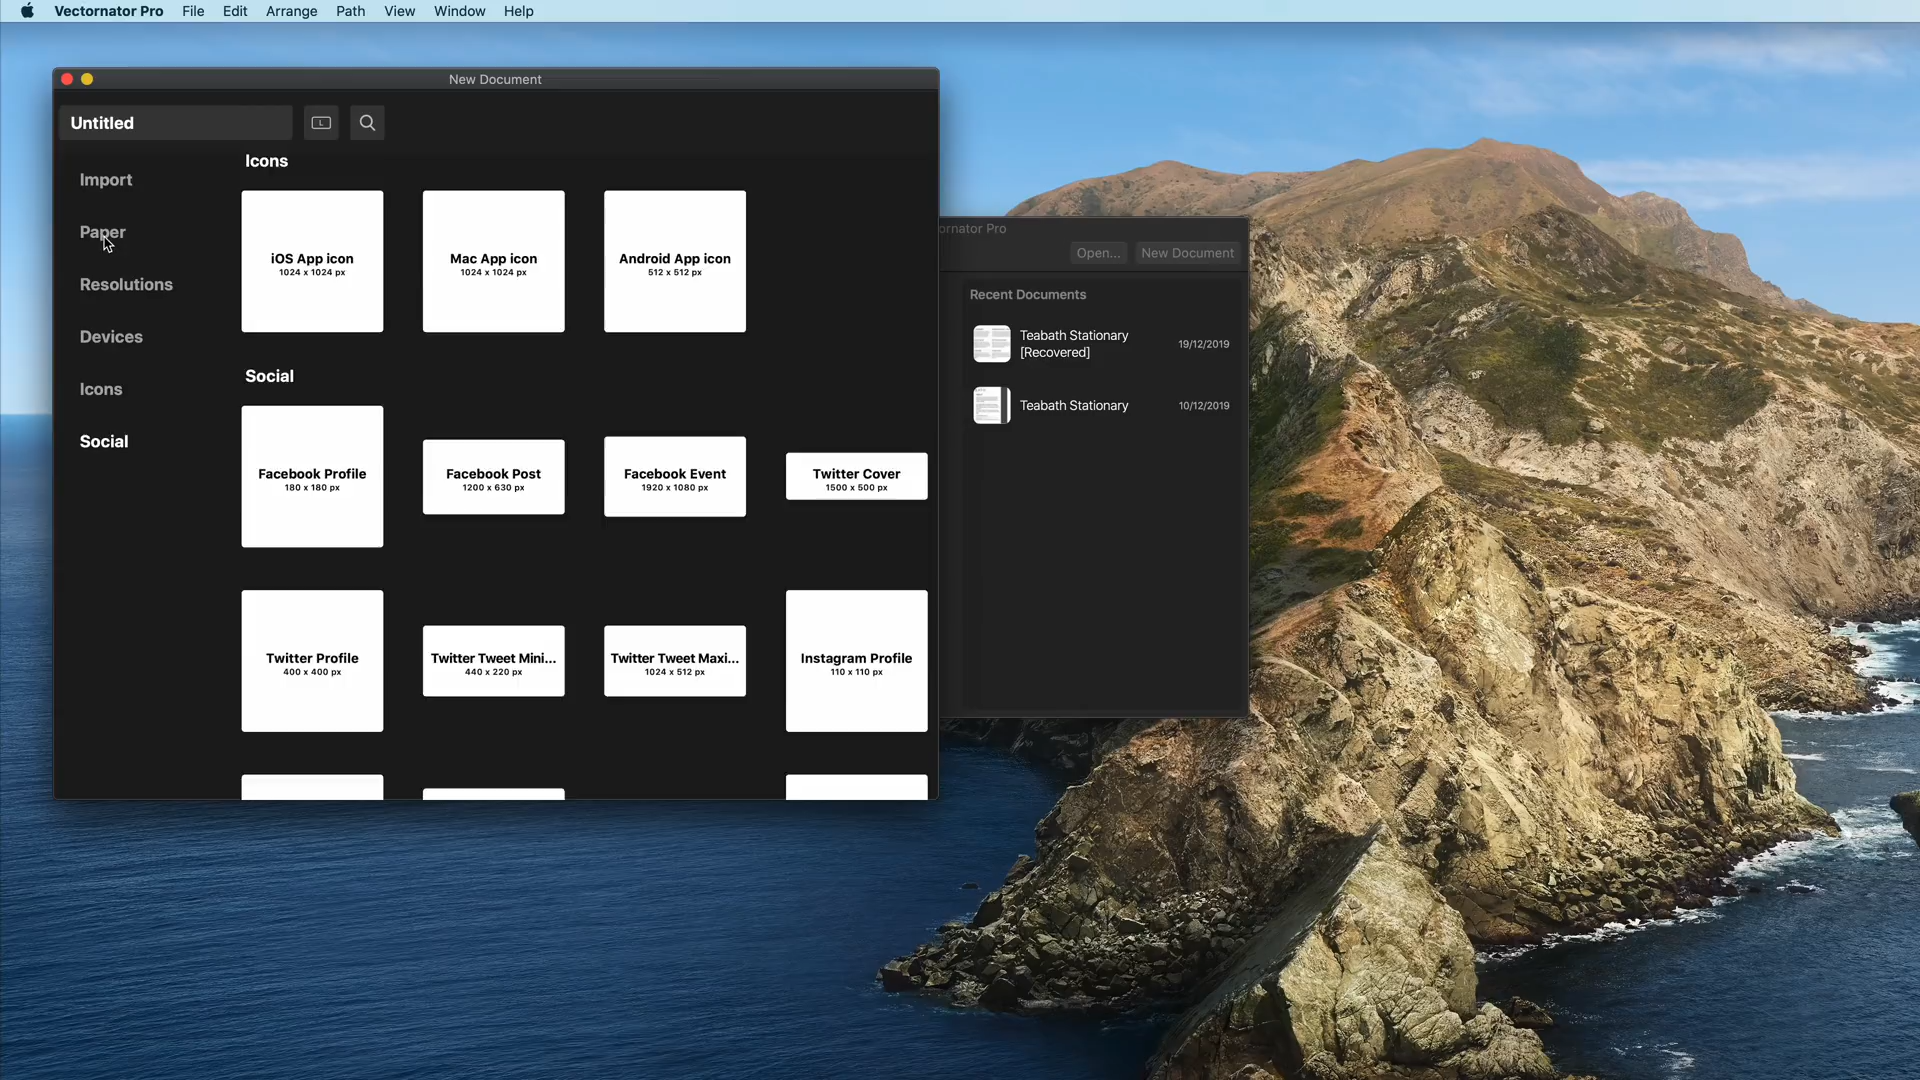 Vectornator Pro File Edit Arrange Path View Window Help
New Document
Untitled
L
Import
Paper
Resolutions
Devices
Icons
Social
Icons
iOS App icon
1024 x 1024 px
Mac App icon
1024 x 1024 px
Android App icon
512 x 512 px
Social
Facebook Profile
180 x 180 px
Facebook Post
1200 x 630 px
Facebook Event
1920 x 1080 px
Twitter Cover
1500 x 500 px
Twitter Profile
400 x 400 px
Twitter Tweet Mini...
440 x 220 px
Twitter Tweet Maxi...
1024 x 512 px
Instagram Profile
110 x 110 px
ornator Pro
Open... New Document
Recent Documents
Teabath Stationary
[Recovered]
19/12/2019
Teabath Stationary
10/12/2019